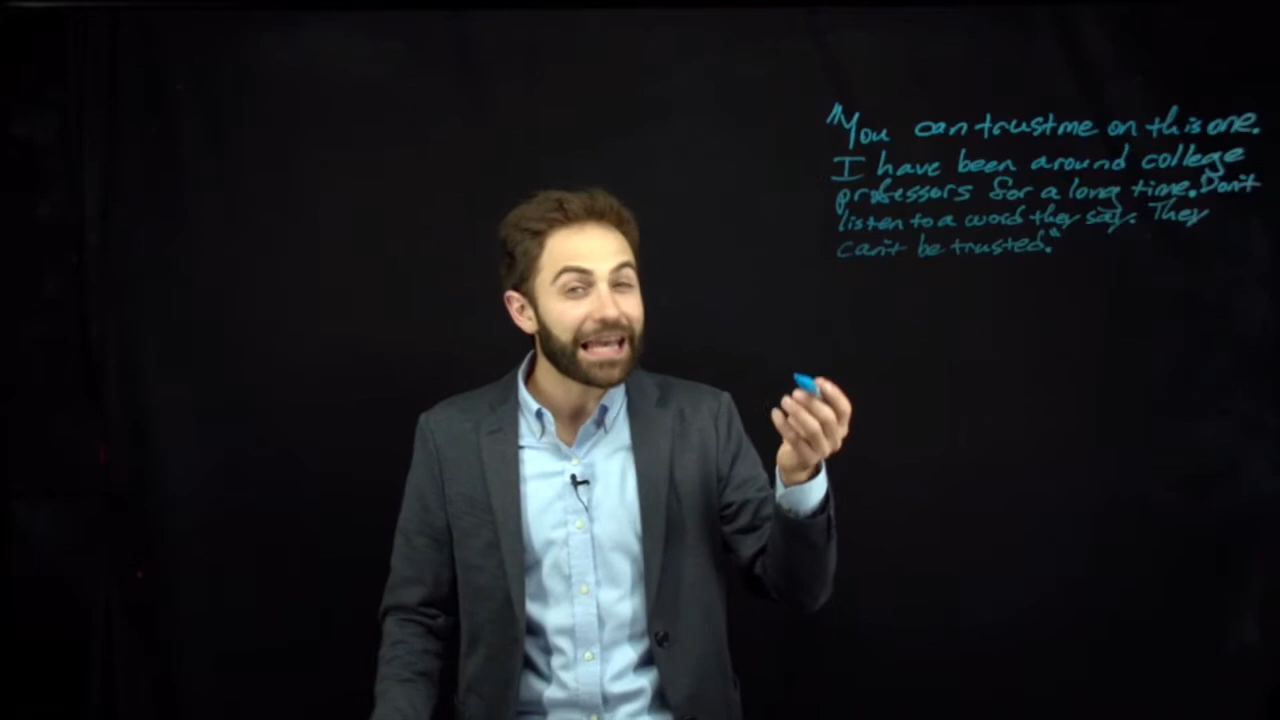 "You can trust me on this one.
I have been around college
professors for a long time. Don't
listen to a word they say. They
can't be trusted."